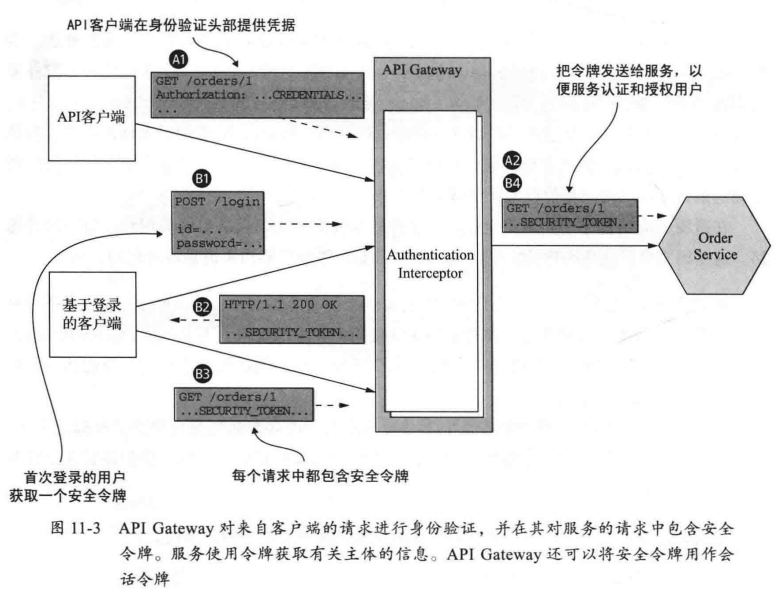 API客户端在身份验证头部提供凭据
A1
GET /orders/1
Authorization: ...CREDENTIALS...
...
API客户端
API Gateway
把令牌发送给服务，以
便服务认证和授权用户
B1
POST /login
id=...
password=...
A2
B4
GET /orders/1
...SECURITY_TOKEN...
Order
Service
Authentication
Interceptor
基于登录
的客户端
B2
HTTP/1.1 200 OK
...SECURITY_TOKEN...
B3
GET /orders/1
...SECURITY_TOKEN...
首次登录的用户
获取一个安全令牌
每个请求中都包含安全令牌
图 11-3 API Gateway 对来自客户端的请求进行身份验证，并在其对服务的请求中包含安全
令牌。服务使用令牌获取有关主体的信息。API Gateway 还可以将安全令牌用作会
话令牌